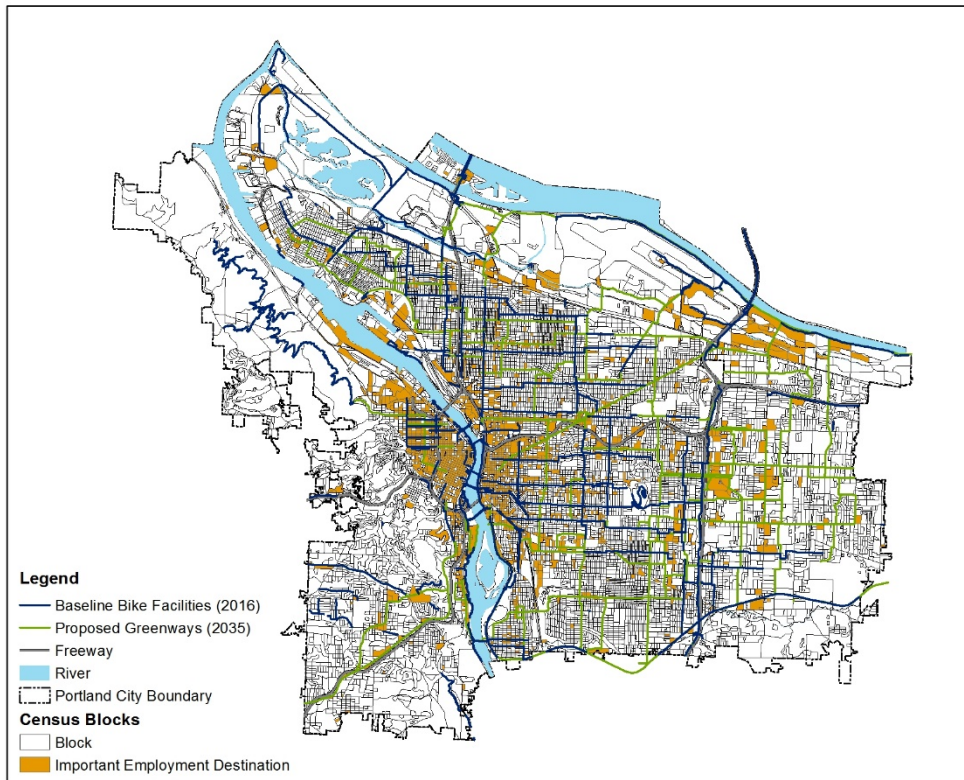 Legend
Baseline Bike Facilities (2016)
Proposed Greenways (2035)
Freeway
River
Portland City Boundary
Census Blocks
Block
Important Employment Destination